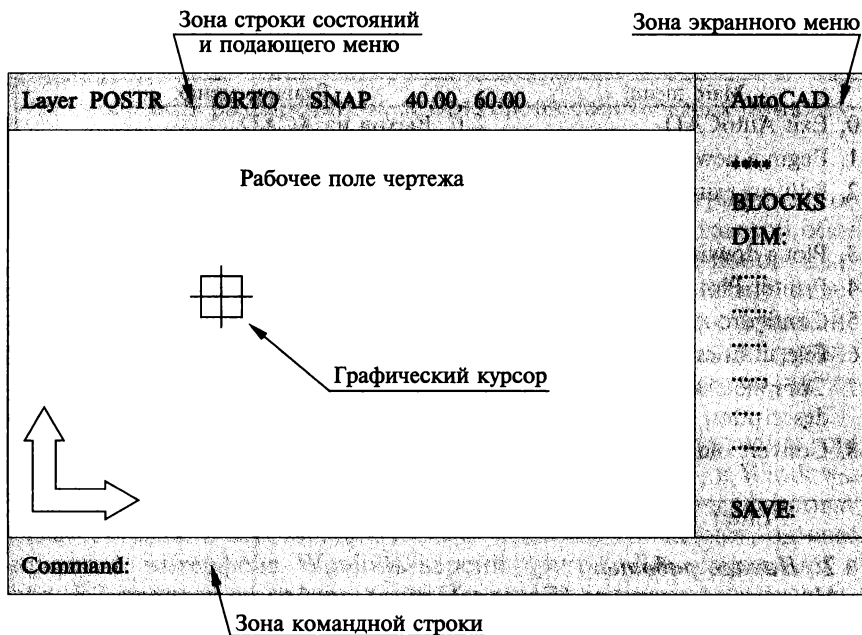 Зона строки состояний
и подающего меню
Зона экранного меню
Layer POSTR ORTO SNAP 40.00, 60.00
AutoCAD
Рабочее поле чертежа
****
BLOCKS
DIM:
......
......
......
......
.....
......
Графический курсор
SAVE:
Command:
Зона командной строки